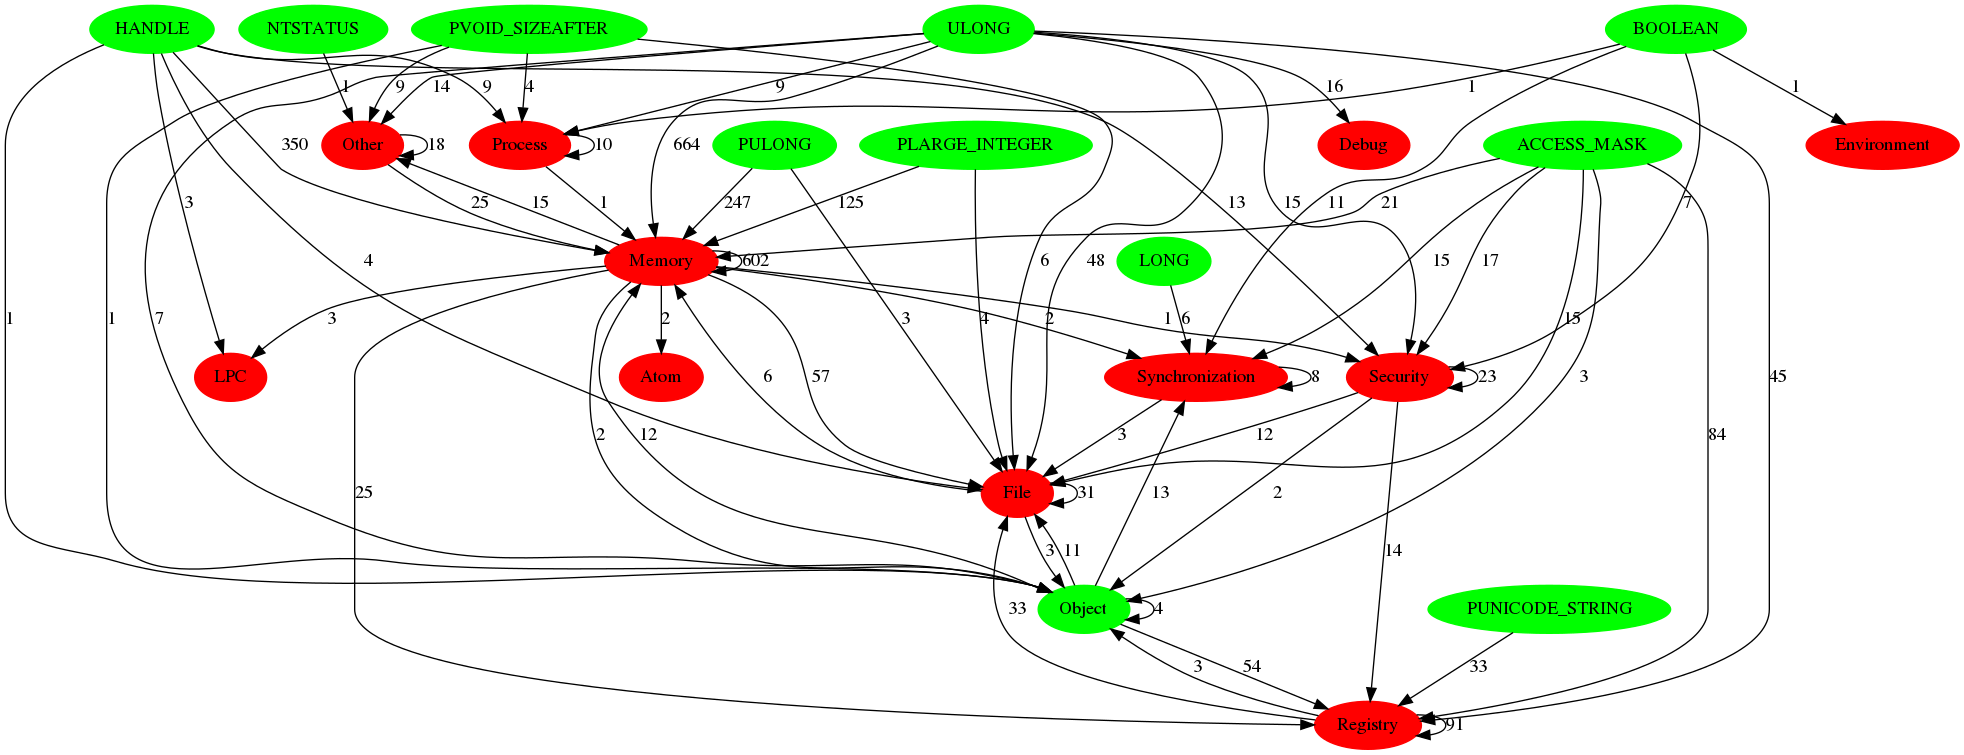 HANDLE NTSTATUS PVOID_SIZEAFTER ULONG BOOLEAN
1 9 14 4 9 9 16 1 1
Other 18 Process 10 350 664 PULONG PLARGE_INTEGER Debug ACCESS_MASK Environment
3 25 15 1 247 125 13 15 11 21 7
4 Memory 602 6 48 LONG 15 17
1 1 7 3 2 3 4 2 1 6 15
LPC Atom 6 57 Synchronization 8 Security 23 3 45
2 12 3 12 84
25 File 31 13 2
3 11 14
33 Object 4 PUNICODE_STRING
3 54 33
Registry 91